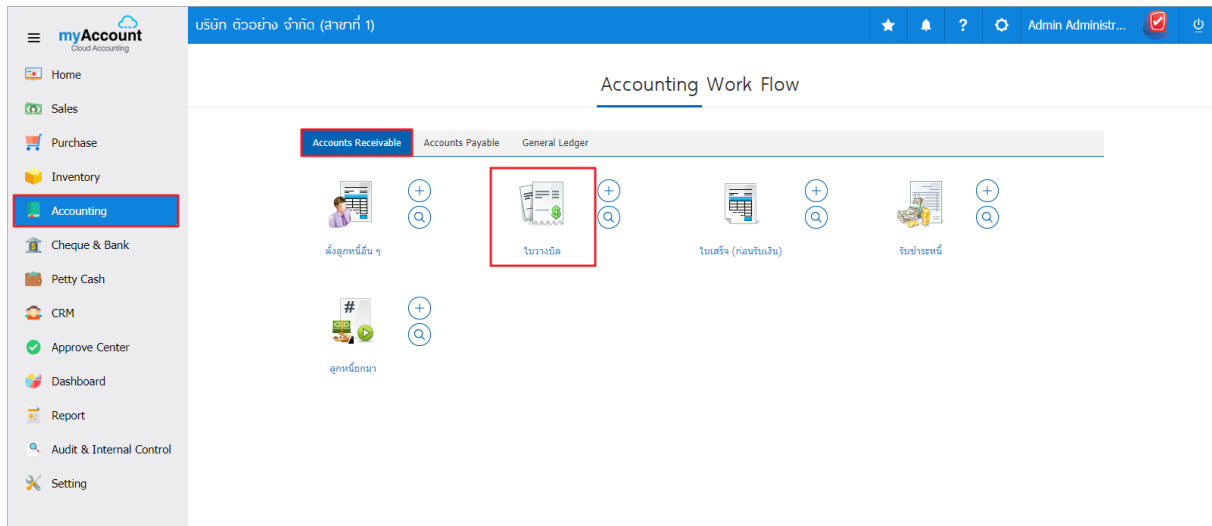 myAccount
Cloud Accounting
บริษัท ตัวอย่าง จำกัด (สาขาที่ 1)
?
Admin Administr...
Home
Sales
Purchase
Inventory
Accounting
Cheque & Bank
Petty Cash
CRM
Approve Center
Dashboard
Report
Audit & Internal Control
Setting
Accounting Work Flow
Accounts Receivable
Accounts Payable
General Ledger
ตั้งลูกหนี้อื่น ๆ
ใบวางบิล
ใบเสร็จ (ก่อนรับเงิน)
รับชำระหนี้
#
ลูกหนี้ยกมา